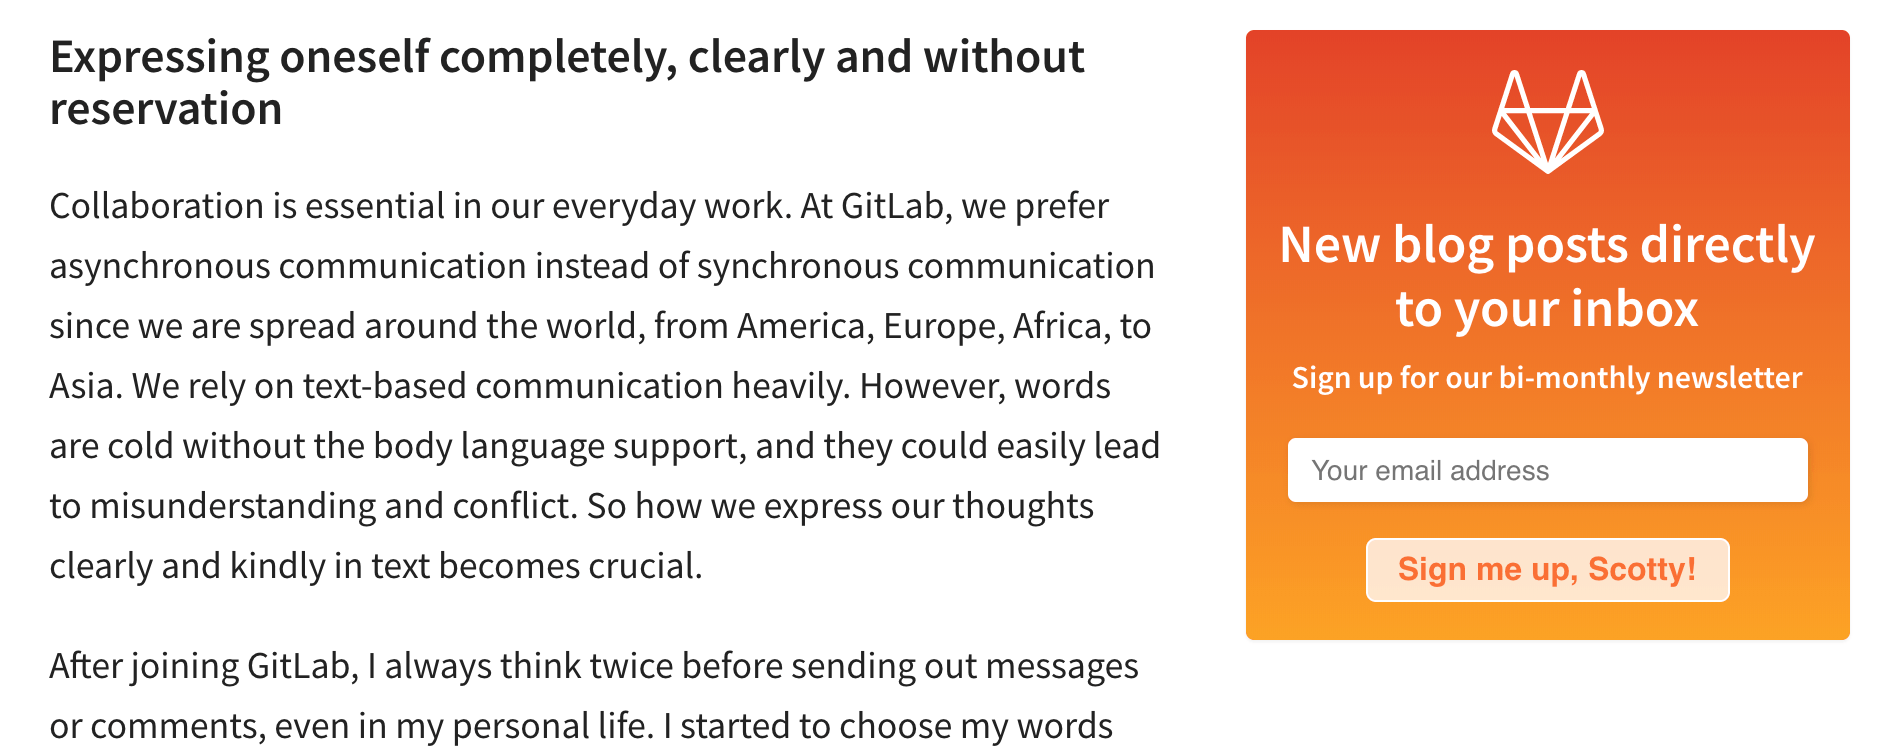 Expressing oneself completely, clearly and without
reservation
Collaboration is essential in our everyday work. At GitLab, we prefer
asynchronous communication instead of synchronous communication
since we are spread around the world, from America, Europe, Africa, to
Asia. We rely on text-based communication heavily. However, words
are cold without the body language support, and they could easily lead
to misunderstanding and conflict. So how we express our thoughts
clearly and kindly in text becomes crucial.
After joining GitLab, I always think twice before sending out messages
or comments, even in my personal life. I started to choose my words
New blog posts directly
to your inbox
Sign up for our bi-monthly newsletter
Your email address
Sign me up, Scotty!